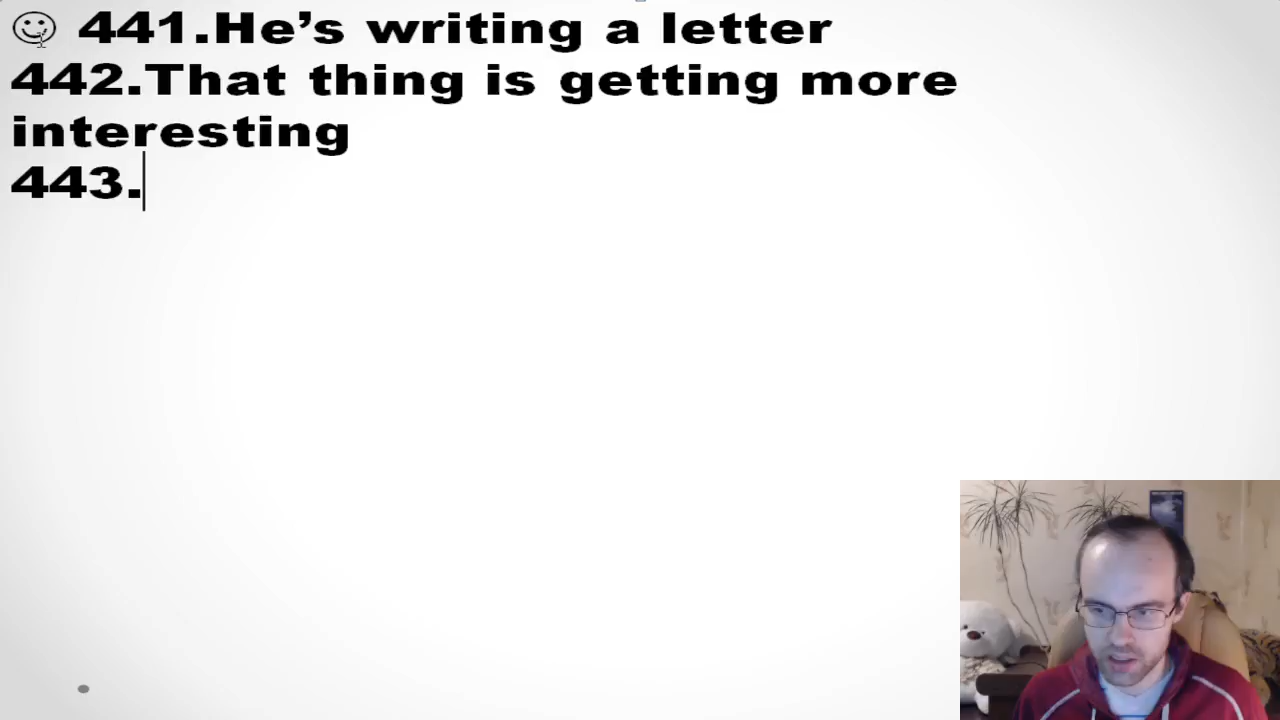 ☺ 441.He’s writing a letter
442.That thing is getting more
interesting
443.